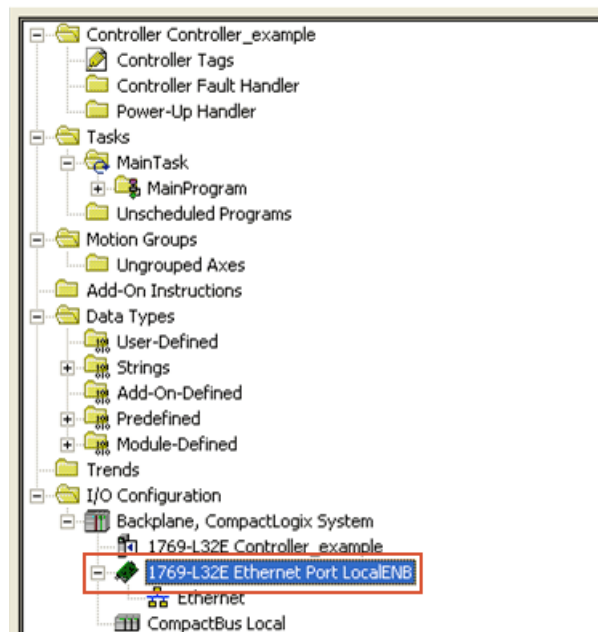 Controller Controller_example
Controller Tags
Controller Fault Handler
Power-Up Handler
Tasks
MainTask
MainProgram
Unscheduled Programs
Motion Groups
Ungrouped Axes
Add-On Instructions
Data Types
User-Defined
Strings
Add-On-Defined
Predefined
Module-Defined
Trends
I/O Configuration
Backplane, CompactLogix System
1769-L32E Controller_example
1769-L32E Ethernet Port LocalENB
Ethernet
CompactBus Local